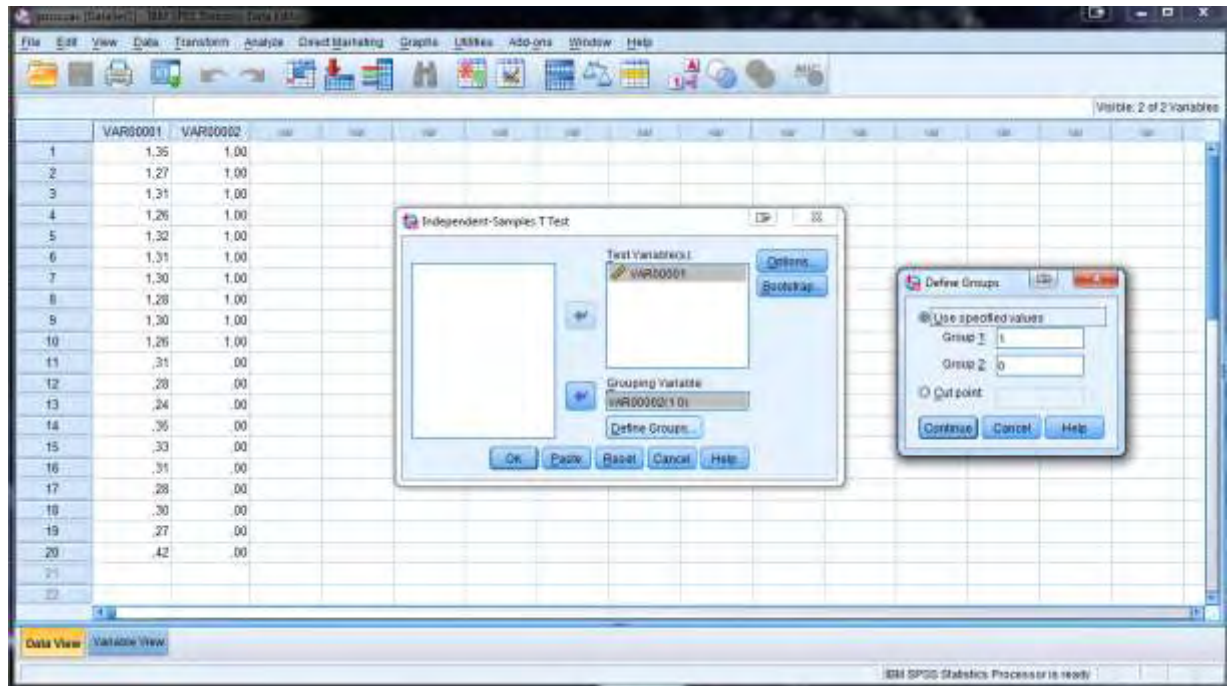 File Edit View Data Transform Analyze Direct Marketing Graphs Utilities Add-ons Window Help
Visible: 2 of 2 Variables
VAR00001 VAR00002
1 1,35 1,00
2 1,27 1,00
3 1,31 1,00
4 1,26 1,00
5 1,32 1,00
6 1,31 1,00
7 1,30 1,00
8 1,28 1,00
9 1,30 1,00
10 1,26 1,00
11 ,31 ,00
12 ,28 ,00
13 ,24 ,00
14 ,36 ,00
15 ,33 ,00
16 ,31 ,00
17 ,28 ,00
18 ,30 ,00
19 ,27 ,00
20 ,42 ,00
21
22
Independent-Samples T Test
Test Variable(s):
VAR00001
Options...
Bootstrap...
Grouping Variable:
VAR00002(1 0)
Define Groups...
OK Paste Reset Cancel Help
Define Groups
Use specified values
Group 1: 1
Group 2: 0
Cut point:
Continue Cancel Help
Data View Variable View
IBM SPSS Statistics Processor is ready